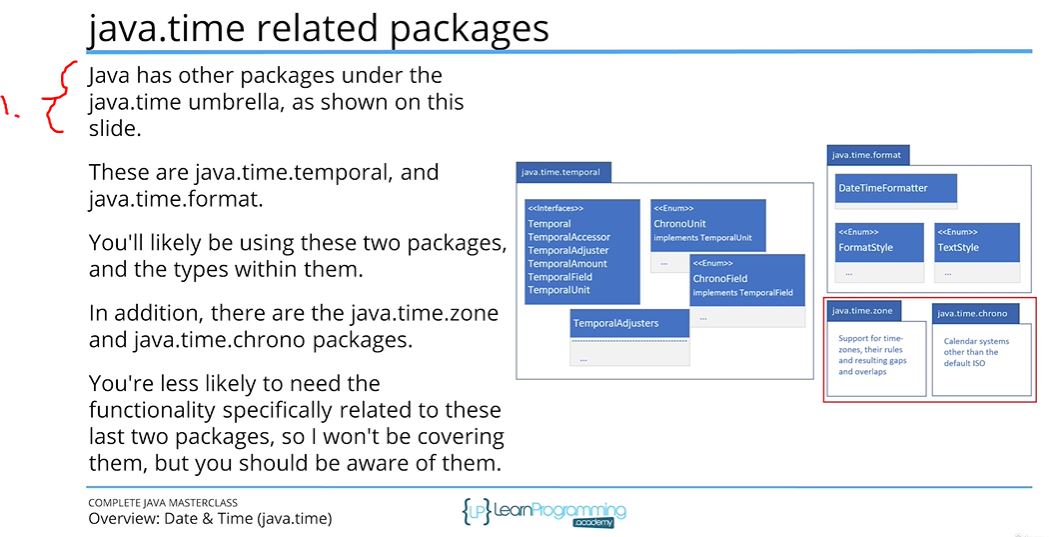 java.time related packages
1.
Java has other packages under the
java.time umbrella, as shown on this
slide.
These are java.time.temporal, and
java.time.format.
You'll likely be using these two packages,
and the types within them.
In addition, there are the java.time.zone
and java.time.chrono packages.
You're less likely to need the
functionality specifically related to these
last two packages, so I won't be covering
them, but you should be aware of them.
java.time.temporal
<<Interfaces>>
Temporal
TemporalAccessor
TemporalAdjuster
TemporalAmount
TemporalField
TemporalUnit
<<Enum>>
ChronoUnit
implements TemporalUnit
...
<<Enum>>
ChronoField
implements TemporalField
...
TemporalAdjusters
...
java.time.format
DateTimeFormatter
<<Enum>>
FormatStyle
...
<<Enum>>
TextStyle
...
java.time.zone
Support for time-
zones, their rules
and resulting gaps
and overlaps
java.time.chrono
Calendar systems
other than the
default ISO
COMPLETE JAVA MASTERCLASS
Overview: Date & Time (java.time)
{LP} LearnProgramming
.academy